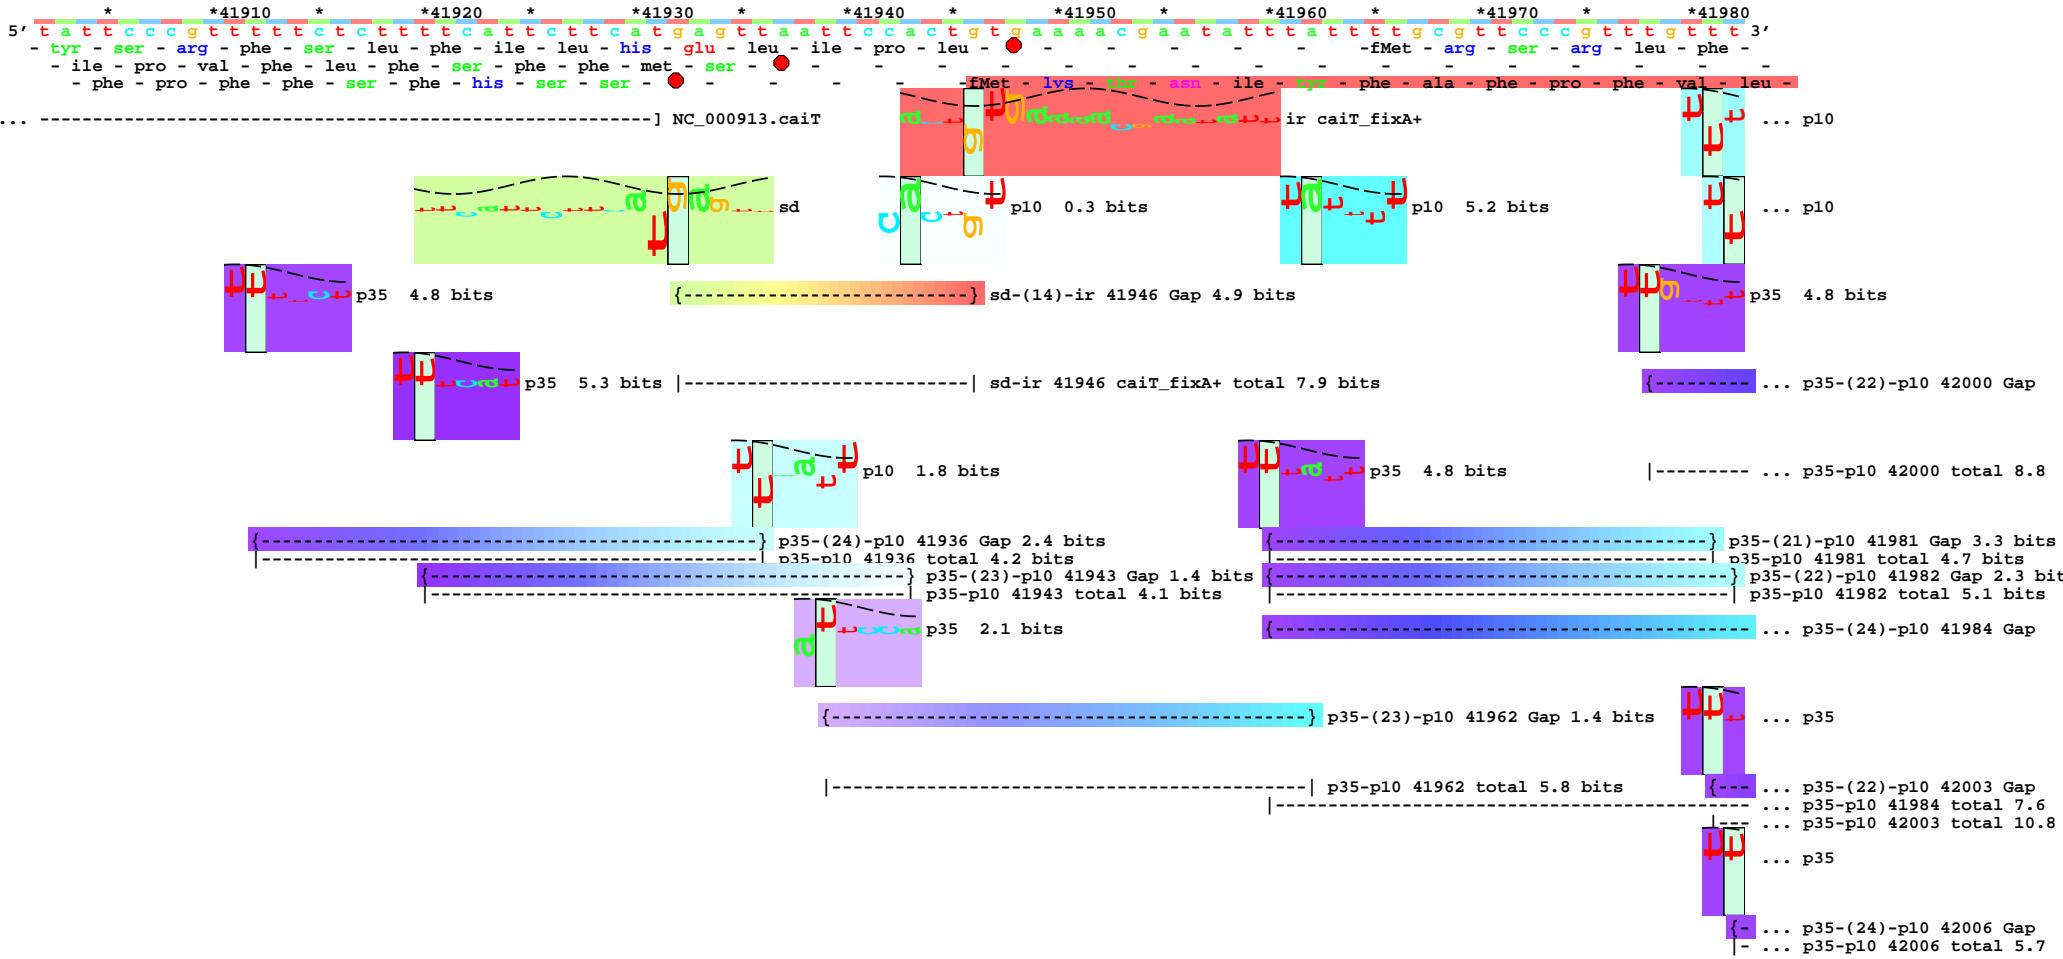 * *41910 * *41920 * *41930 * *41940 * *41950 * *41960 * *41970 * *41980
5' t a t t c c c g t t t t t c t c t t t t c a t t c t t c a t g a g t t a a t t c c a c t g t g a a a a c g a a t a t t t a t t t t g c g t t c c c g t t t g t t t 3'
- tyr - ser - arg - phe - ser - leu - phe - ile - leu - his - glu - leu - ile - pro - leu - - - - - - -fMet - arg - ser - arg - leu - phe -
- ile - pro - val - phe - leu - phe - ser - phe - phe - met - ser - - - - - - - - - - - - - - - -
- phe - pro - phe - phe - ser - phe - his - ser - ser - - - - - -fMet - lys - thr - asn - ile - tyr - phe - ala - phe - pro - phe - val - leu -
... -----------------------------] NC_000913.caiT ir caiT_fixA+ ... p10
sd p10 0.3 bits p10 5.2 bits ... p10
p35 4.8 bits {--------------} sd-(14)-ir 41946 Gap 4.9 bits p35 4.8 bits
p35 5.3 bits |--------------| sd-ir 41946 caiT_fixA+ total 7.9 bits {---- ... p35-(22)-p10 42000 Gap
p10 1.8 bits p35 4.8 bits |---- ... p35-p10 42000 total 8.8
{------------------------} p35-(24)-p10 41936 Gap 2.4 bits {---------------------} p35-(21)-p10 41981 Gap 3.3 bits
|------------------------| p35-p10 41936 total 4.2 bits |---------------------| p35-p10 41981 total 4.7 bits
{-----------------------} p35-(23)-p10 41943 Gap 1.4 bits {----------------------} p35-(22)-p10 41982 Gap 2.3 bit
|-----------------------| p35-p10 41943 total 4.1 bits |----------------------| p35-p10 41982 total 5.1 bits
p35 2.1 bits {---------------------- ... p35-(24)-p10 41984 Gap
{-----------------------} p35-(23)-p10 41962 Gap 1.4 bits ... p35
|-----------------------| p35-p10 41962 total 5.8 bits {--- ... p35-(22)-p10 42003 Gap
|---------------------- ... p35-p10 41984 total 7.6
|--- ... p35-p10 42003 total 10.8
... p35
{- ... p35-(24)-p10 42006 Gap
|- ... p35-p10 42006 total 5.7